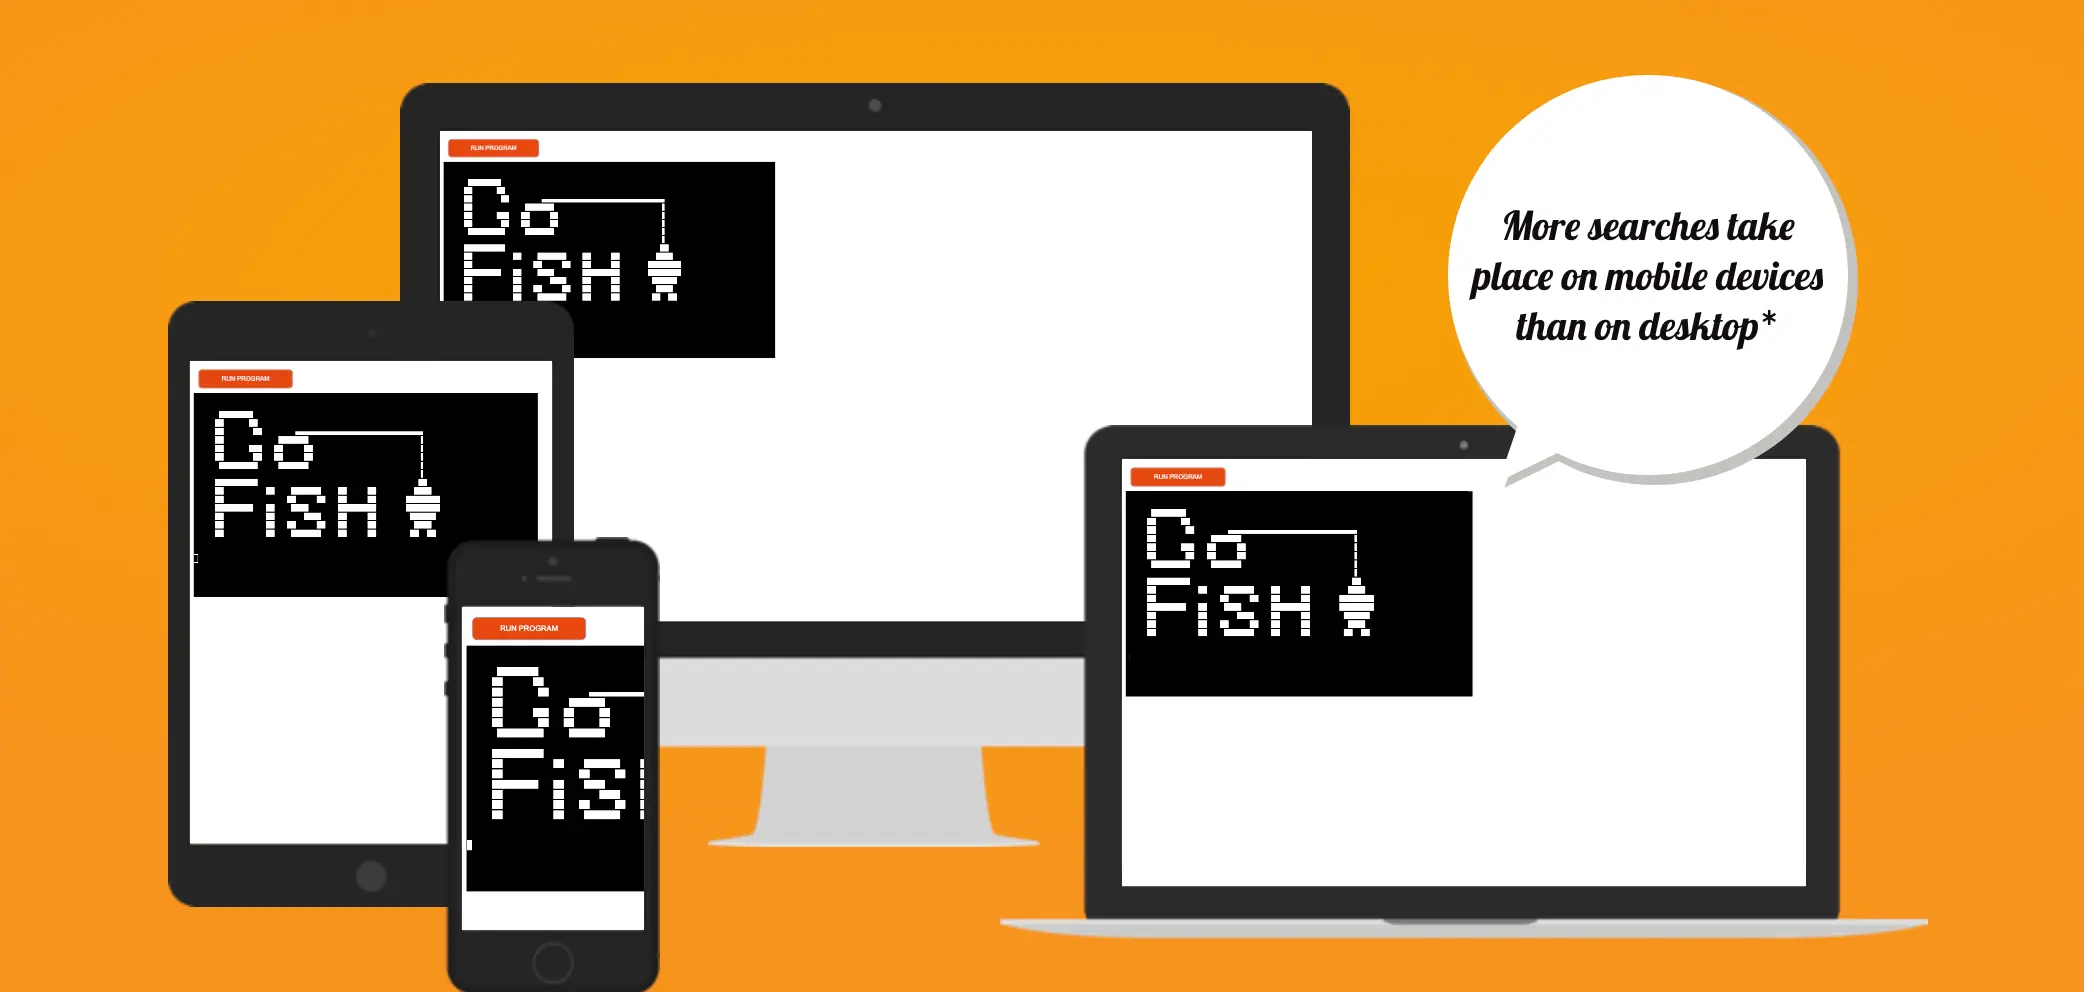 RUN PROGRAM
Go
FiSH
More searches take
place on mobile devices
than on desktop*
RUN PROGRAM
Go
FiSH
RUN PROGRAM
Go
FiSH
RUN PROGRAM
Go
FiS